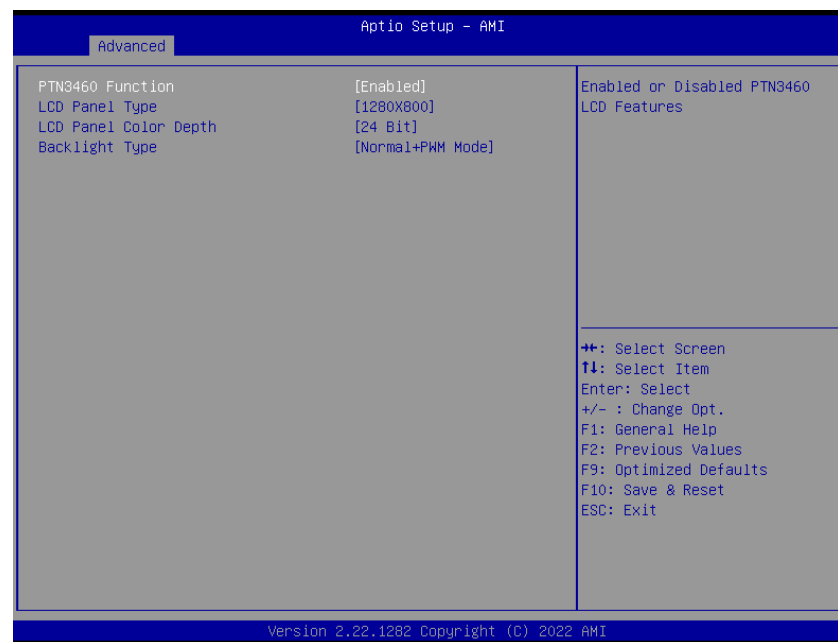 Aptio Setup – AMI
Advanced
PTN3460 Function [Enabled]
LCD Panel Type [1280X800]
LCD Panel Color Depth [24 Bit]
Backlight Type [Normal+PWM Mode]
Enabled or Disabled PTN3460
LCD Features
→←: Select Screen
↑↓: Select Item
Enter: Select
+/- : Change Opt.
F1: General Help
F2: Previous Values
F9: Optimized Defaults
F10: Save & Reset
ESC: Exit
Version 2.22.1282 Copyright (C) 2022 AMI